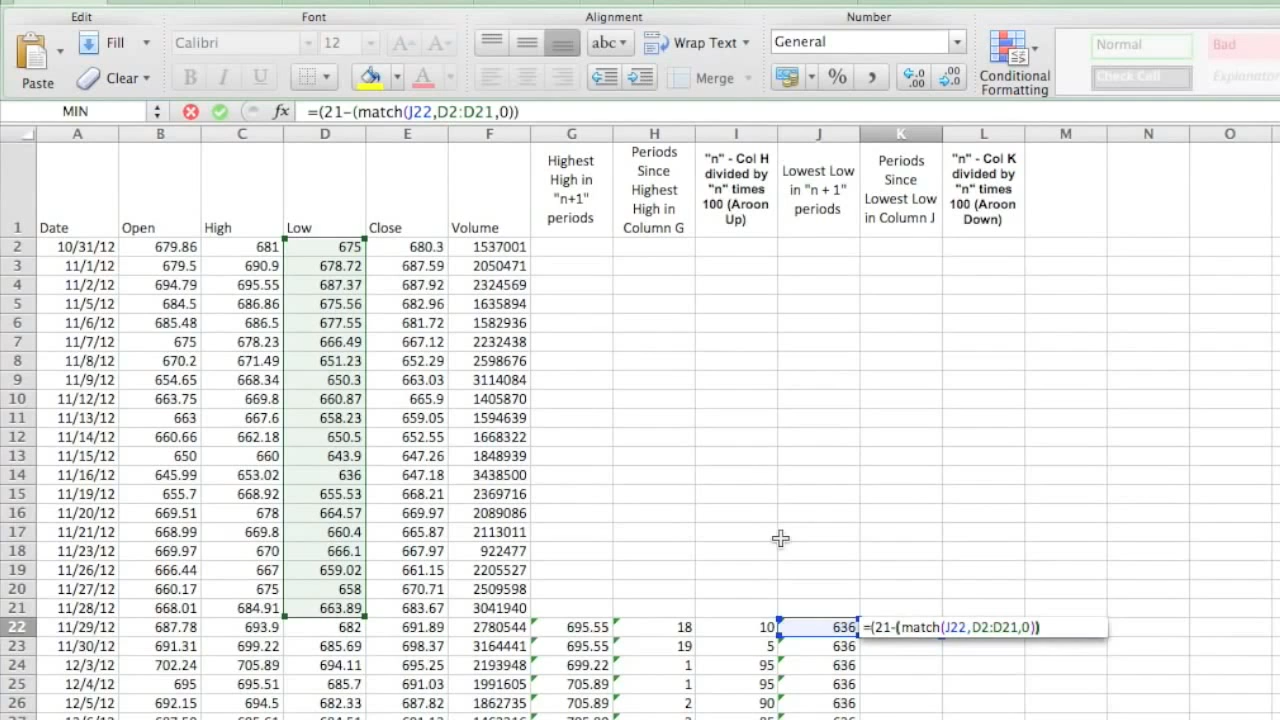 Edit Font Alignment Number
Fill Calibri 12 A A abc Wrap Text General Normal Bad
Paste Clear B I U A Merge % , .0 .00 .00 .0 Conditional Formatting Check Cell Explanatory
MIN fx =(21-(match(J22,D2:D21,0))
A B C D E F G H I J K L M N O
1 Date Open High Low Close Volume Highest High in "n+1" periods Periods Since Highest High in Column G "n" - Col H divided by "n" times 100 (Aroon Up) Lowest Low in "n + 1" periods Periods Since Lowest Low in Column J "n" - Col K divided by "n" times 100 (Aroon Down)
2 10/31/12 679.86 681 675 680.3 1537001
3 11/1/12 679.5 690.9 678.72 687.59 2050471
4 11/2/12 694.79 695.55 687.37 687.92 2324569
5 11/5/12 684.5 686.86 675.56 682.96 1635894
6 11/6/12 685.48 686.5 677.55 681.72 1582936
7 11/7/12 675 678.23 666.49 667.12 2232438
8 11/8/12 670.2 671.49 651.23 652.29 2598676
9 11/9/12 654.65 668.34 650.3 663.03 3114084
10 11/12/12 663.75 669.8 660.87 665.9 1405870
11 11/13/12 663 667.6 658.23 659.05 1594639
12 11/14/12 660.66 662.18 650.5 652.55 1668322
13 11/15/12 650 660 643.9 647.26 1848939
14 11/16/12 645.99 653.02 636 647.18 3438500
15 11/19/12 655.7 668.92 655.53 668.21 2369716
16 11/20/12 669.51 678 664.57 669.97 2089086
17 11/21/12 668.99 669.8 660.4 665.87 2113011
18 11/23/12 669.97 670 666.1 667.97 922477
19 11/26/12 666.44 667 659.02 661.15 2205527
20 11/27/12 660.17 675 658 670.71 2509598
21 11/28/12 668.01 684.91 663.89 683.67 3041940
22 11/29/12 687.78 693.9 682 691.89 2780544 695.55 18 10 636 =(21-(match(J22,D2:D21,0))
23 11/30/12 691.31 699.22 685.69 698.37 3164441 695.55 19 5 636
24 12/3/12 702.24 705.89 694.11 695.25 2193948 699.22 1 95 636
25 12/4/12 695 695.51 685.7 691.03 1991605 705.89 1 95 636
26 12/5/12 692.15 694.5 682.33 687.82 1862735 705.89 2 90 636